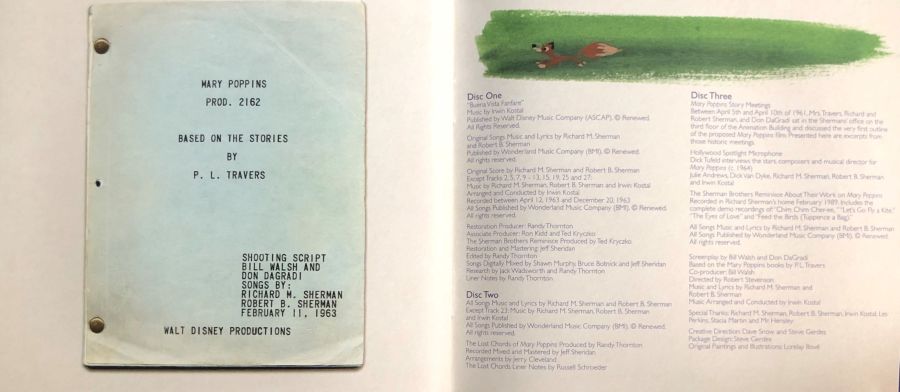 MARY POPPINS
PROD. 2162
BASED ON THE STORIES
BY
P. L. TRAVERS
SHOOTING SCRIPT
BILL WALSH AND
DON DAGRADI
SONGS BY:
RICHARD M. SHERMAN
ROBERT B. SHERMAN
FEBRUARY 11, 1963
WALT DISNEY PRODUCTIONS
Disc One
"Buena Vista Fanfare"
Music by Irwin Kostal
Published by Walt Disney Music Company (ASCAP). © Renewed.
All Rights Reserved.
Original Songs Music and Lyrics by Richard M. Sherman
and Robert B. Sherman
Published by Wonderland Music Company (BMI). © Renewed.
All rights reserved.
Original Score by Richard M. Sherman and Robert B. Sherman
Except Tracks 2, 5, 7, 9 - 13, 15, 19, 25 and 27:
Music by Richard M. Sherman, Robert B. Sherman and Irwin Kostal
Arranged and Conducted by Irwin Kostal
Recorded between April 12, 1963 and December 20, 1963
All Songs Published by Wonderland Music Company (BMI). © Renewed.
All rights reserved.
Restoration Producer: Randy Thornton
Associate Producer: Ron Kidd and Ted Kryczko
The Sherman Brothers Reminisce Produced by Ted Kryczko
Restoration and Mastering: Jeff Sheridan
Edited by Randy Thornton
Songs Digitally Mixed by Shawn Murphy, Bruce Botnick and Jeff Sheridan
Research by Jack Wadsworth and Randy Thornton
Liner Notes by Randy Thornton
Disc Two
All Songs Music and Lyrics by Richard M. Sherman and Robert B. Sherman
Except Track 23: Music by Richard M. Sherman, Robert B. Sherman
and Irwin Kostal
All Songs Published by Wonderland Music Company (BMI). © Renewed.
All rights reserved.
The Lost Chords of Mary Poppins Produced by Randy Thornton
Recorded Mixed and Mastered by Jeff Sheridan
Arrangements by Jerry Cleveland
The Lost Chords Liner Notes by Russell Schroeder
Disc Three
Mary Poppins Story Meetings
Between April 5th and April 10th of 1961, Mrs. Travers, Richard and
Robert Sherman, and Don DaGradi sat in the Shermans' office on the
third floor of the Animation Building and discussed the very first outline
of the proposed Mary Poppins film. Presented here are excerpts from
those historic meetings.
Hollywood Spotlight Microphone
Dick Tufeld interviews the stars composers and musical director for
Mary Poppins (c. 1964)
Julie Andrews, Dick Van Dyke, Richard M. Sherman, Robert B. Sherman,
and Irwin Kostal
The Sherman Brothers Reminisce About Their Work on Mary Poppins
Recorded in Richard Sherman's home February 1989. Includes the
complete demo recordings of: "Chim Chim Cher-ee," "Let's Go Fly a Kite,"
"The Eyes of Love" and "Feed the Birds (Tuppence a Bag)"
All Songs Music and Lyrics by Richard M. Sherman and Robert B. Sherman
All Songs Published by Wonderland Music Company (BMI). © Renewed.
All rights reserved.
Screenplay by Bill Walsh and Don DaGradi
Based on the Mary Poppins books by P.L. Travers
Co-producer: Bill Walsh
Directed by Robert Stevenson
Music and Lyrics by Richard M. Sherman and
Robert B. Sherman
Music Arranged and Conducted by Irwin Kostal
Special Thanks: Richard M. Sherman, Robert B. Sherman, Irwin Kostal, Les
Perkins, Stacia Martin and Mr. Hensley
Creative Direction: Dave Snow and Steve Gerdes
Package Design: Steve Gerdes
Original Paintings and Illustrations: Lorelay Bové